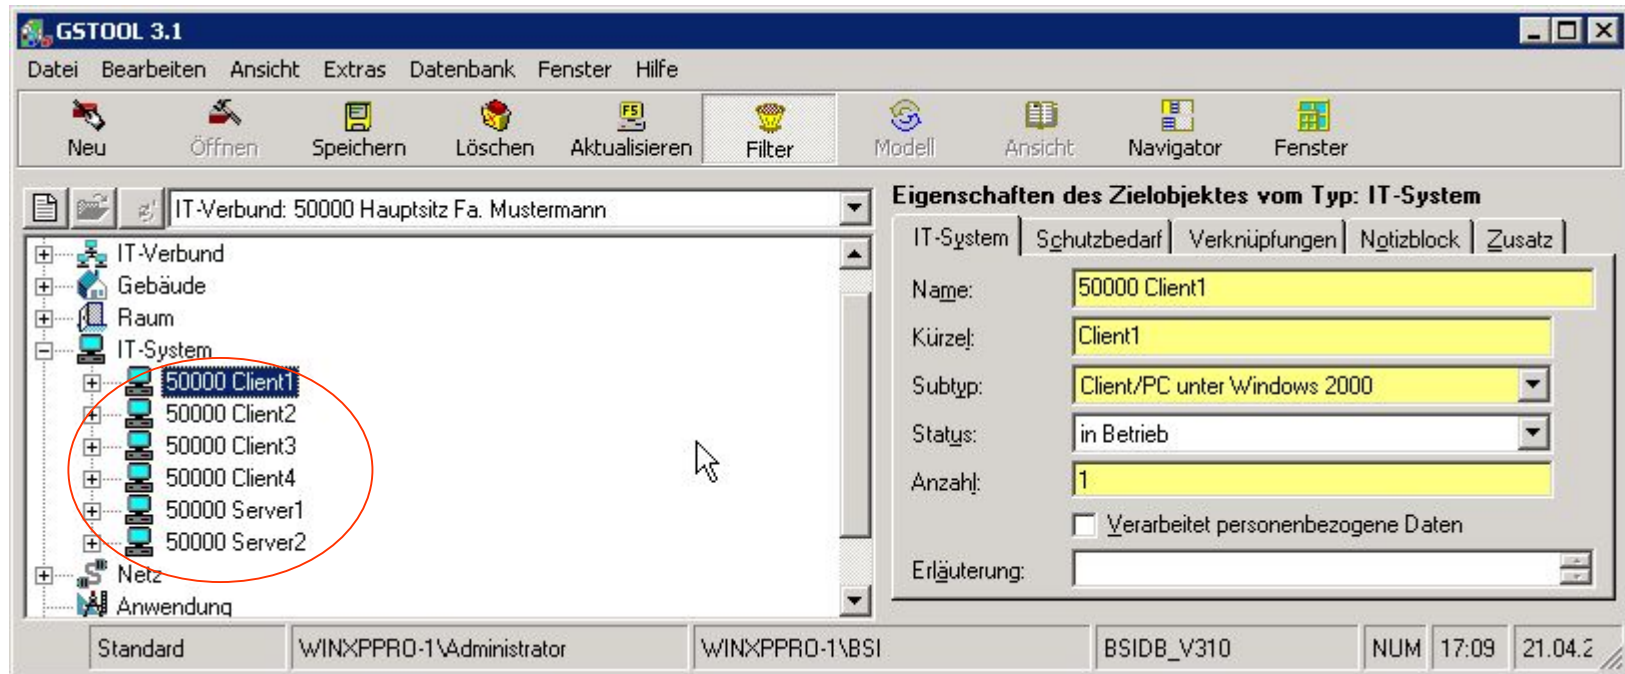 GSTOOL 3.1
Datei Bearbeiten Ansicht Extras Datenbank Fenster Hilfe
F5
Neu Öffnen Speichern Löschen Aktualisieren Filter Modell Ansicht Navigator Fenster
IT-Verbund: 50000 Hauptsitz Fa. Mustermann
IT-Verbund
Gebäude
Raum
IT-System
50000 Client1
50000 Client2
50000 Client3
50000 Client4
50000 Server1
50000 Server2
Netz
Anwendung
Eigenschaften des Zielobjektes vom Typ: IT-System
IT-System Schutzbedarf Verknüpfungen Notizblock Zusatz
Name: 50000 Client1
Kürzel: Client1
Subtyp: Client/PC unter Windows 2000
Status: in Betrieb
Anzahl: 1
Verarbeitet personenbezogene Daten
Erläuterung:
Standard WINXPPRO-1\Administrator WINXPPRO-1\BSI BSIDB_V310 NUM 17:09 21.04.2